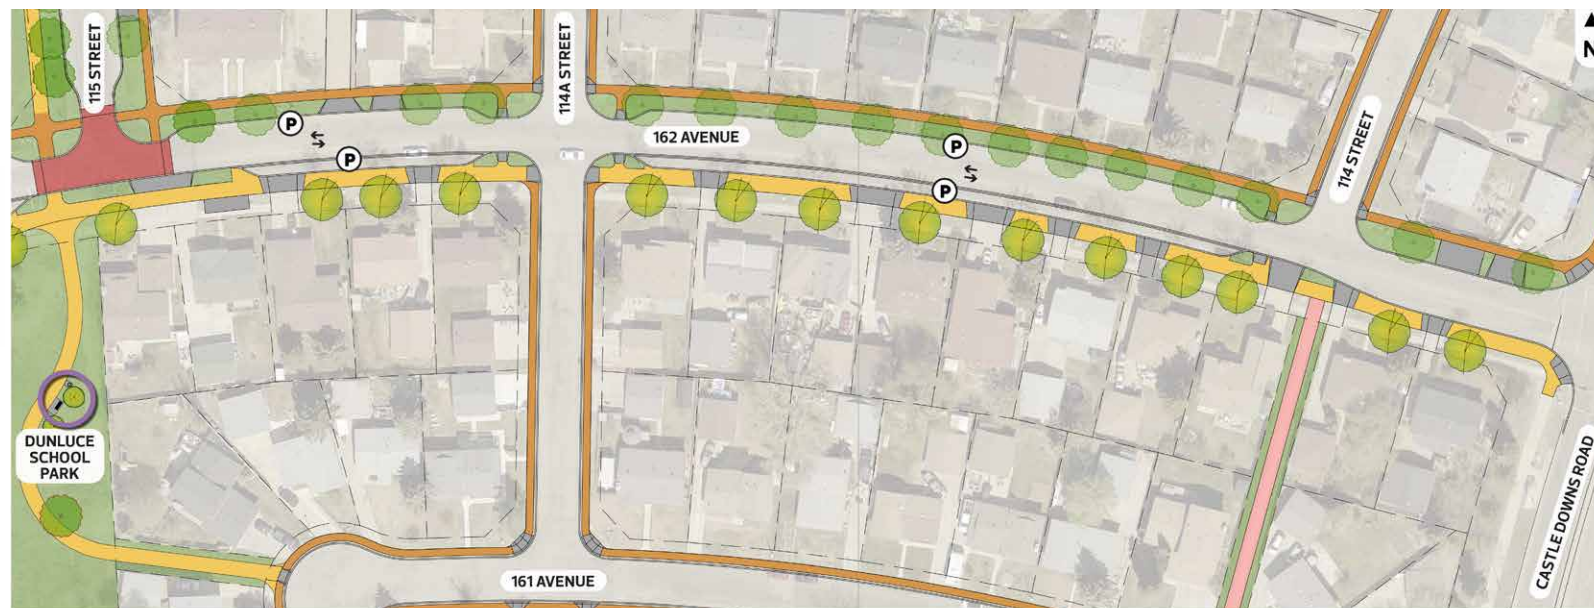 N
115 STREET
114A STREET
P
162 AVENUE
P
P
P
114 STREET
DUNLUCE
SCHOOL
PARK
CASTLE DOWNS ROAD
161 AVENUE